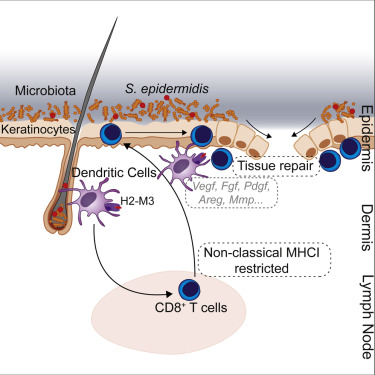 Microbiota
S. epidermidis
Keratinocytes
Epidermis
Dendritic Cells
Tissue repair
Vegf, Fgf, Pdgf,
Areg, Mmp...
H2-M3
Dermis
Non-classical MHCI
restricted
CD8⁺ T cells
Lymph Node